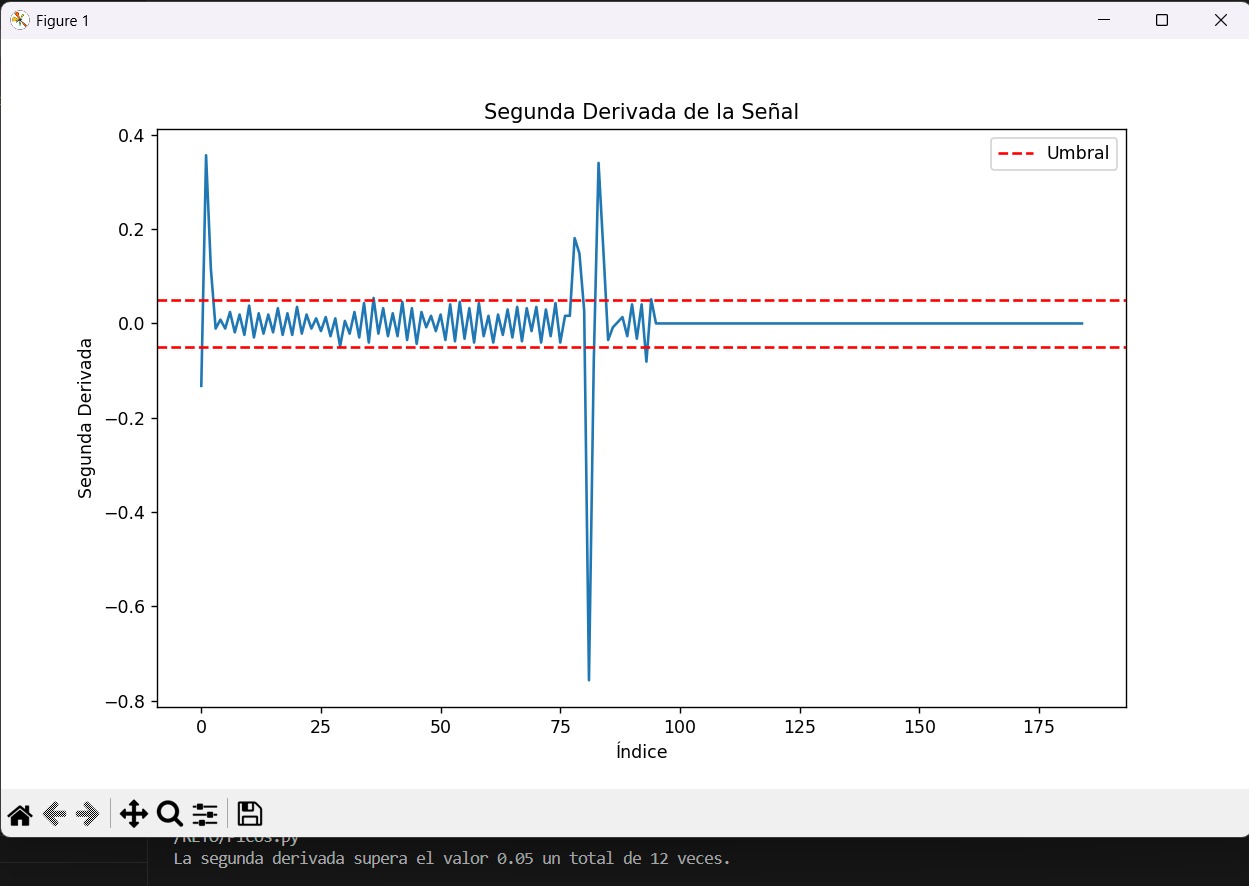 Figure 1
Segunda Derivada de la Señal
Umbral
Segunda Derivada
0.4
0.2
0.0
−0.2
−0.4
−0.6
−0.8
0 25 50 75 100 125 150 175
Índice
/RETO/Picos.py
La segunda derivada supera el valor 0.05 un total de 12 veces.